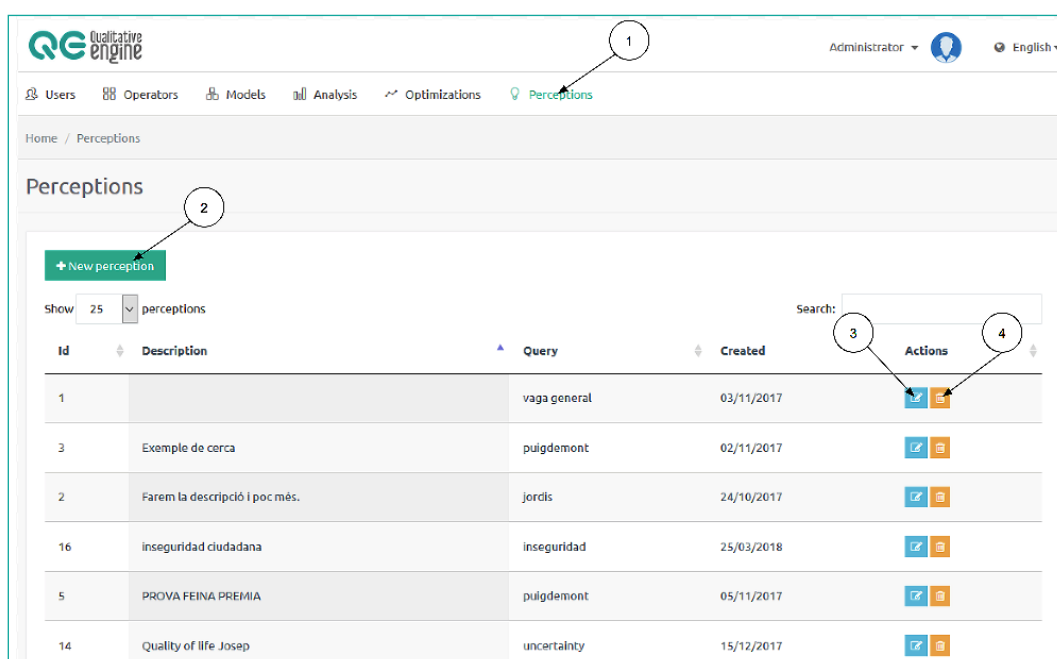 QE Qualitative engine
1
Administrator
English
Users Operators Models Analysis Optimizations Perceptions
Home / Perceptions
Perceptions
2
+ New perception
Show 25 perceptions Search:
3 4
Id Description Query Created Actions
1 vaga general 03/11/2017
3 Exemple de cerca puigdemont 02/11/2017
2 Farem la descripció i poc més. jordis 24/10/2017
16 inseguridad ciudadana inseguridad 25/03/2018
5 PROVA FEINA PREMIA puigdemont 05/11/2017
14 Quality of life Josep uncertainty 15/12/2017